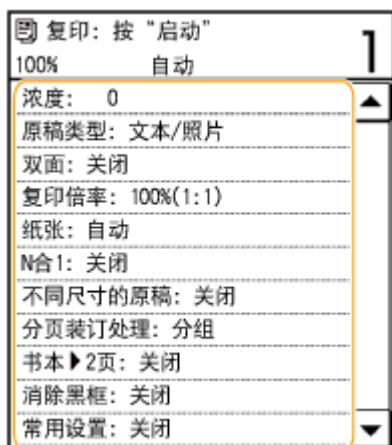 复印: 按 “启动”
1
100% 自动
浓度: 0
原稿类型: 文本/照片
双面: 关闭
复印倍率: 100%(1:1)
纸张: 自动
N合1: 关闭
不同尺寸的原稿: 关闭
分页装订处理: 分组
书本▶2页: 关闭
消除黑框: 关闭
常用设置: 关闭